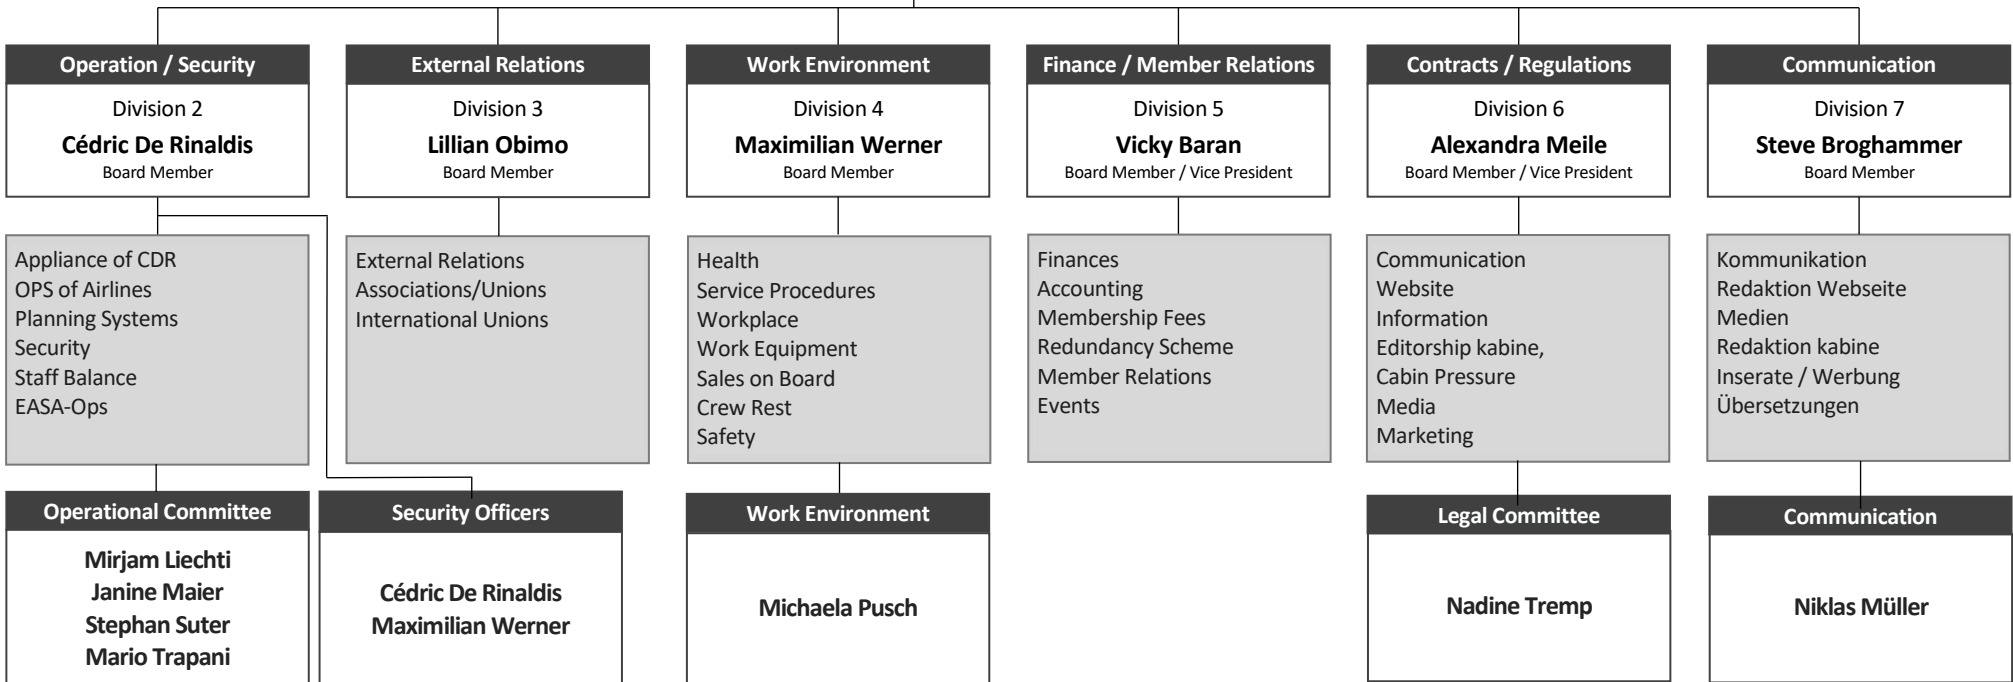 Operation / Security
Division 2
Cédric De Rinaldis
Board Member
External Relations
Division 3
Lillian Obimo
Board Member
Work Environment
Division 4
Maximilian Werner
Board Member
Finance / Member Relations
Division 5
Vicky Baran
Board Member / Vice President
Contracts / Regulations
Division 6
Alexandra Meile
Board Member / Vice President
Communication
Division 7
Steve Broghammer
Board Member
Appliance of CDR
OPS of Airlines
Planning Systems
Security
Staff Balance
EASA-Ops
External Relations
Associations/Unions
International Unions
Health
Service Procedures
Workplace
Work Equipment
Sales on Board
Crew Rest
Safety
Finances
Accounting
Membership Fees
Redundancy Scheme
Member Relations
Events
Communication
Website
Information
Editorship kabine,
Cabin Pressure
Media
Marketing
Kommunikation
Redaktion Webseite
Medien
Redaktion kabine
Inserate / Werbung
Übersetzungen
Operational Committee
Mirjam Liechti
Janine Maier
Stephan Suter
Mario Trapani
Security Officers
Cédric De Rinaldis
Maximilian Werner
Work Environment
Michaela Pusch
Legal Committee
Nadine Tremp
Communication
Niklas Müller